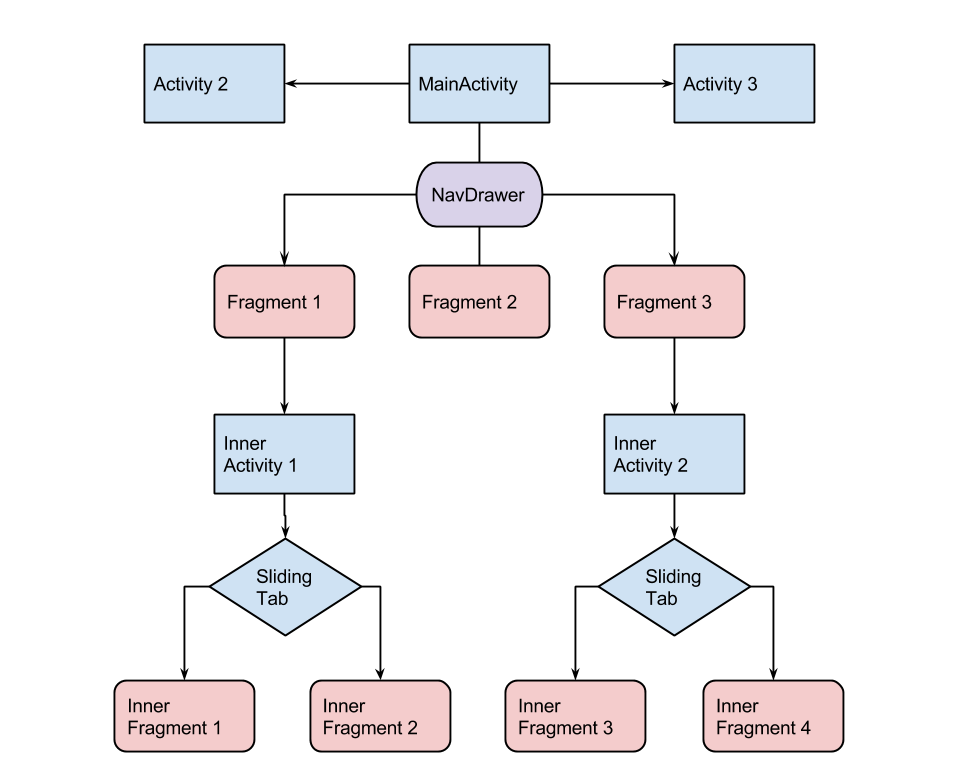 Activity 2
MainActivity
Activity 3
NavDrawer
Fragment 1
Fragment 2
Fragment 3
Inner
Activity 1
Inner
Activity 2
Sliding
Tab
Sliding
Tab
Inner
Fragment 1
Inner
Fragment 2
Inner
Fragment 3
Inner
Fragment 4